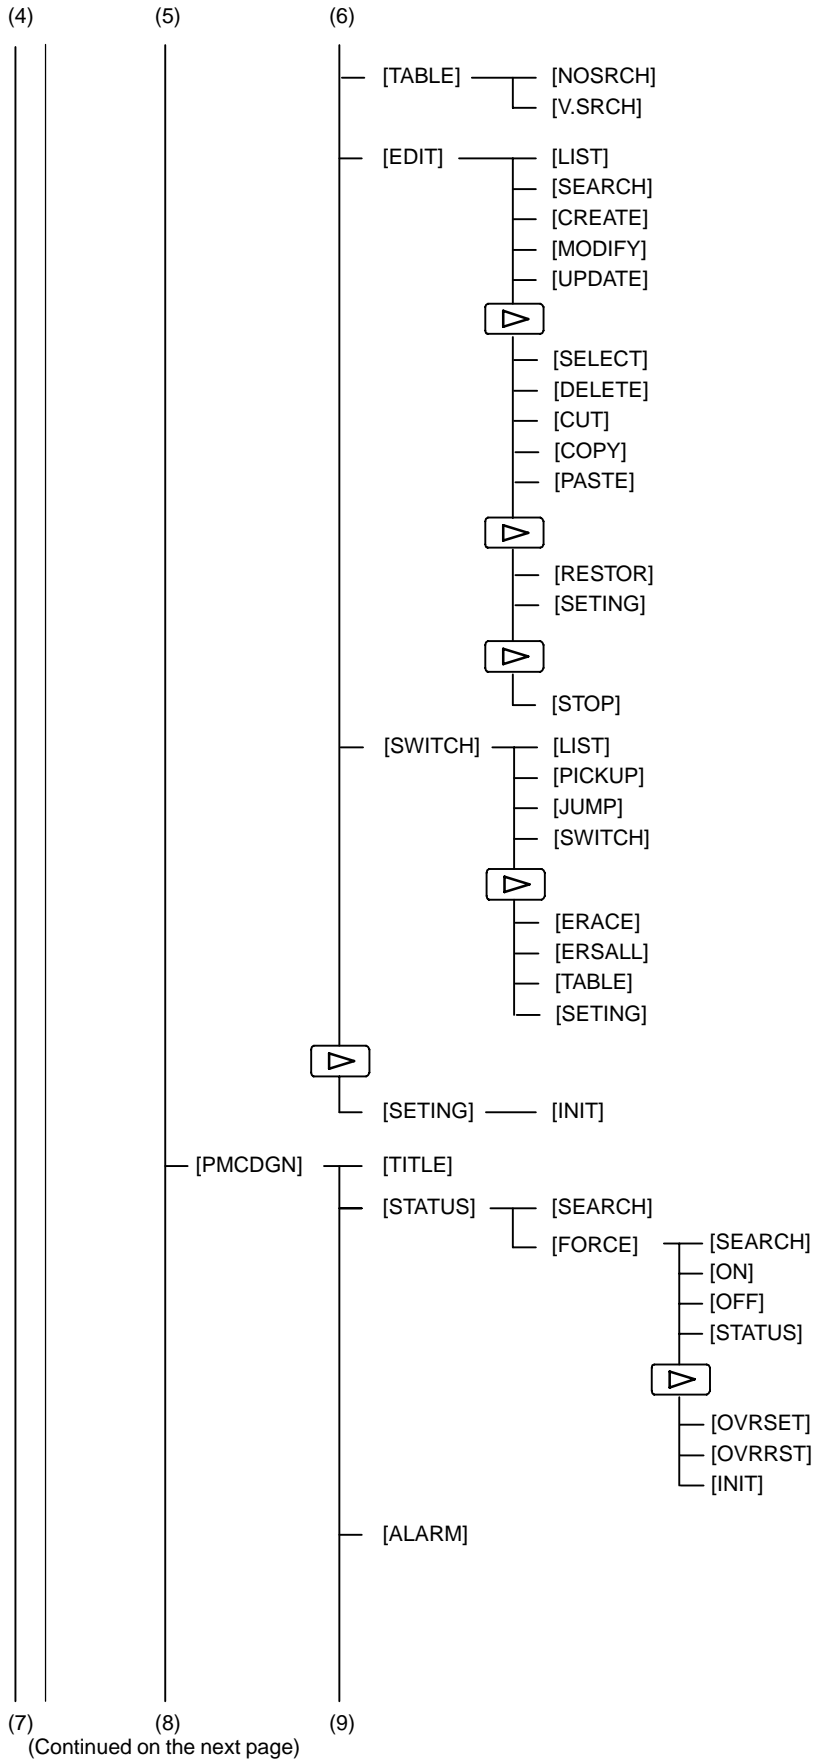 (4) (5) (6)
[TABLE] [NOSRCH]
[V.SRCH]
[EDIT] [LIST]
[SEARCH]
[CREATE]
[MODIFY]
[UPDATE]
[SELECT]
[DELETE]
[CUT]
[COPY]
[PASTE]
[RESTOR]
[SETING]
[STOP]
[SWITCH] [LIST]
[PICKUP]
[JUMP]
[SWITCH]
[ERACE]
[ERSALL]
[TABLE]
[SETING]
[SETING] [INIT]
[PMCDGN] [TITLE]
[STATUS] [SEARCH]
[FORCE] [SEARCH]
[ON]
[OFF]
[STATUS]
[OVRSET]
[OVRRST]
[INIT]
[ALARM]
(7) (8) (9)
(Continued on the next page)